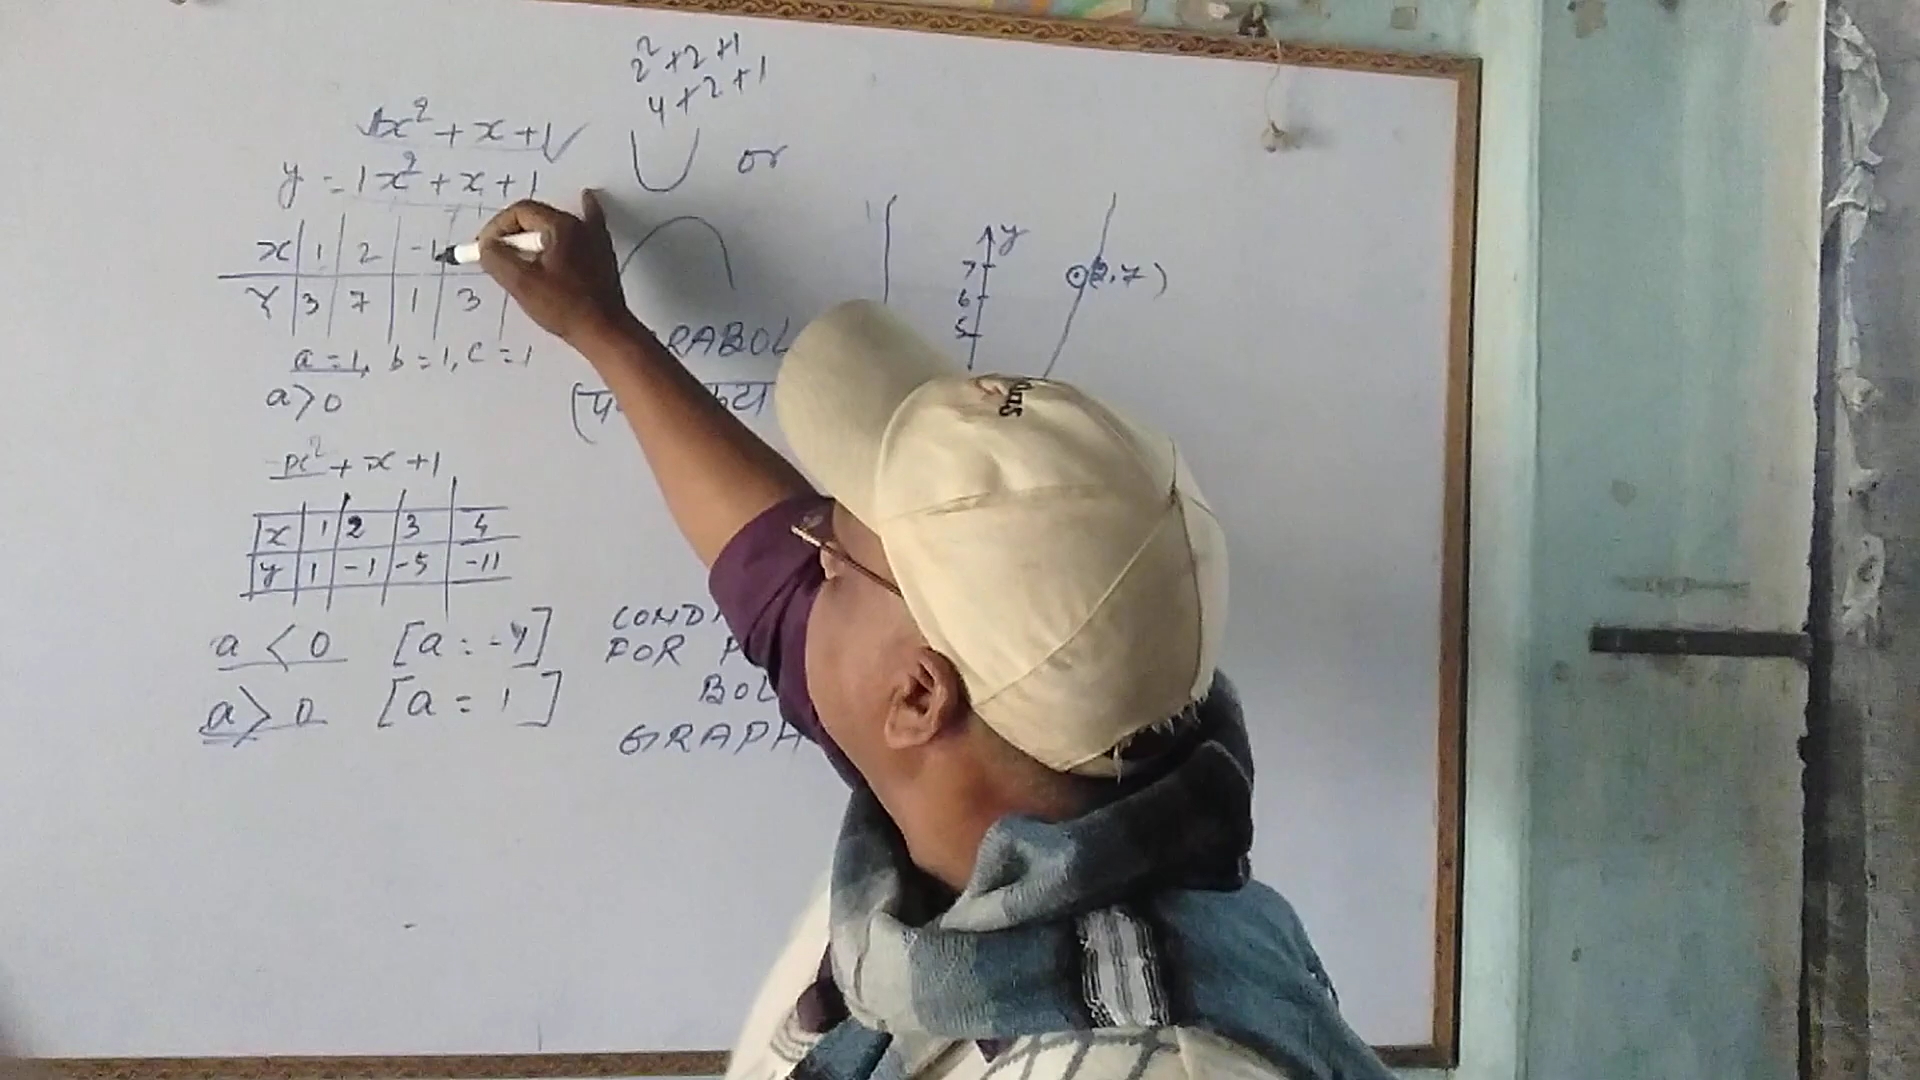 2² + 2 + 1
4 + 2 + 1
x² + x + 1 ✓
y = 1x² + x + 1
or
x | 1 | 2 | -1
Y | 3 | 7 | 1 | 3
a = 1, b = 1, c = 1
a > 0
-x² + x + 1
x | 1 | 2 | 3 | 4
y | 1 | -1 | -5 | -11
a < 0 [a = -1]
a > 0 [a = 1]
RABOL
FOR
BOL
GRAPH
y
7
6
5
(2,7)